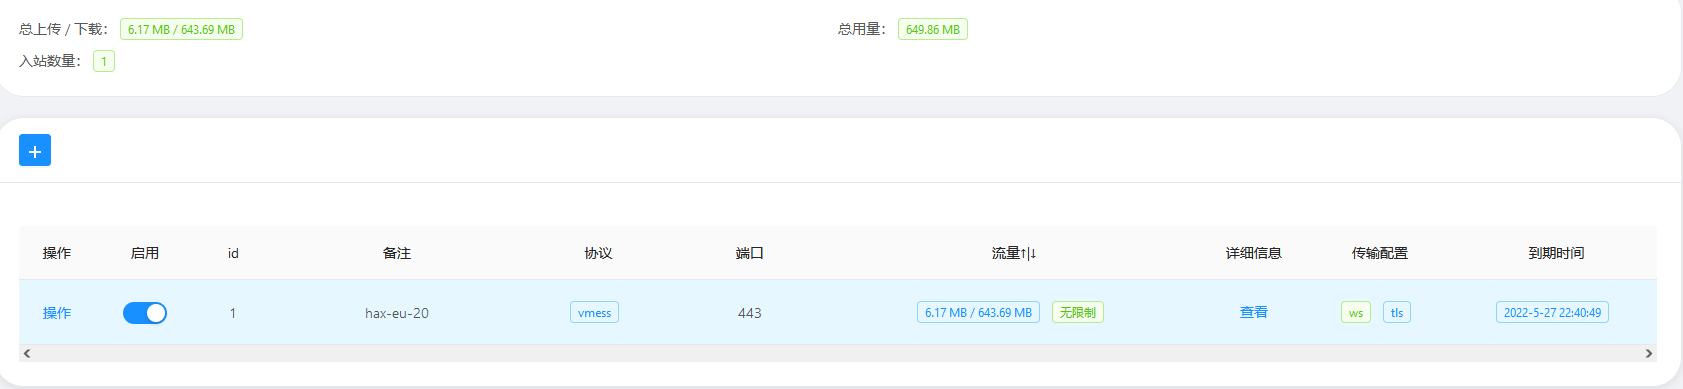 总上传 / 下载： 6.17 MB / 643.69 MB 总用量： 649.86 MB
入站数量： 1
+
操作 启用 id 备注 协议 端口 流量↑|↓ 详细信息 传输配置 到期时间
操作 1 hax-eu-20 vmess 443 6.17 MB / 643.69 MB 无限制 查看 ws tls 2022-5-27 22:40:49